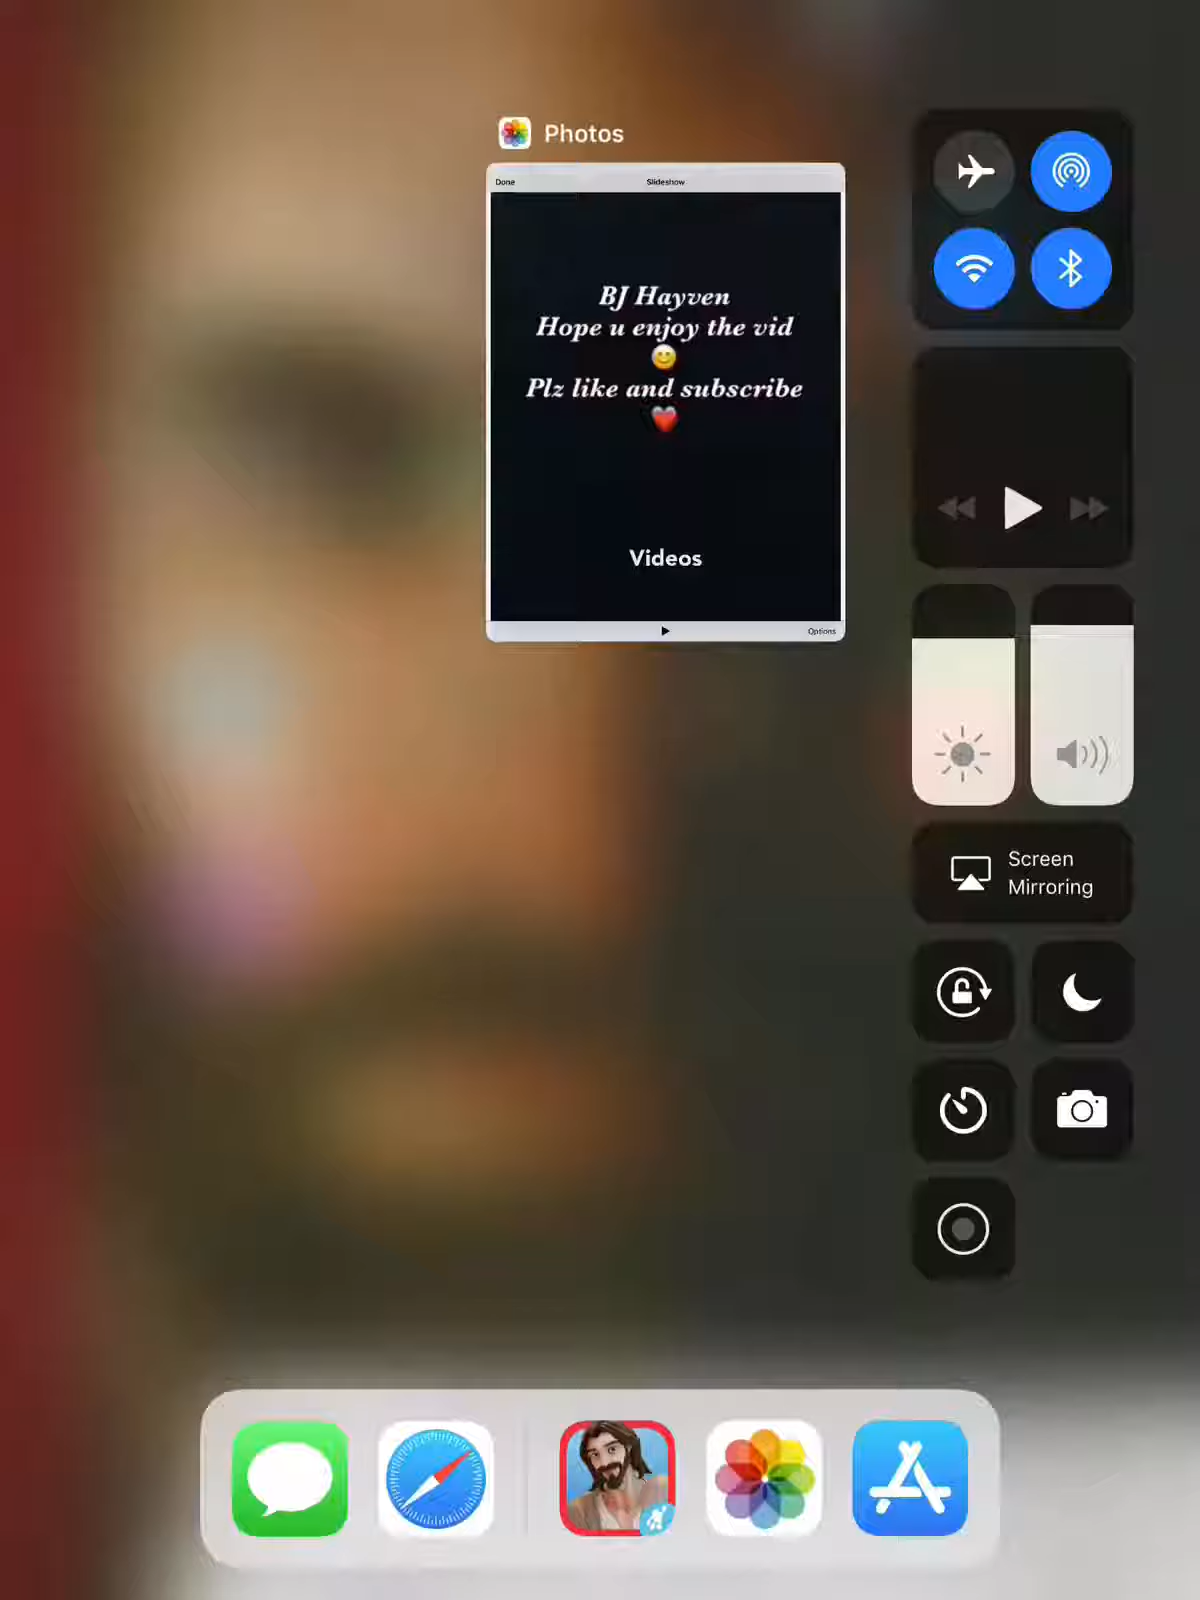 Photos
Done
Slideshow
BJ Hayven
Hope u enjoy the vid
😊
Plz like and subscribe
❤️
Videos
Options
Screen
Mirroring